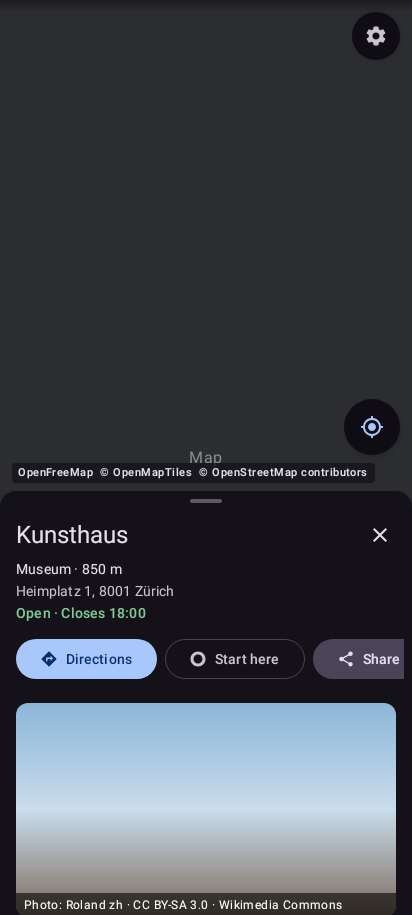 Map
OpenFreeMap © OpenMapTiles © OpenStreetMap contributors
Kunsthaus
Museum · 850 m
Heimplatz 1, 8001 Zürich
Open · Closes 18:00
Directions
Start here
Share
Photo: Roland zh · CC BY-SA 3.0 · Wikimedia Commons